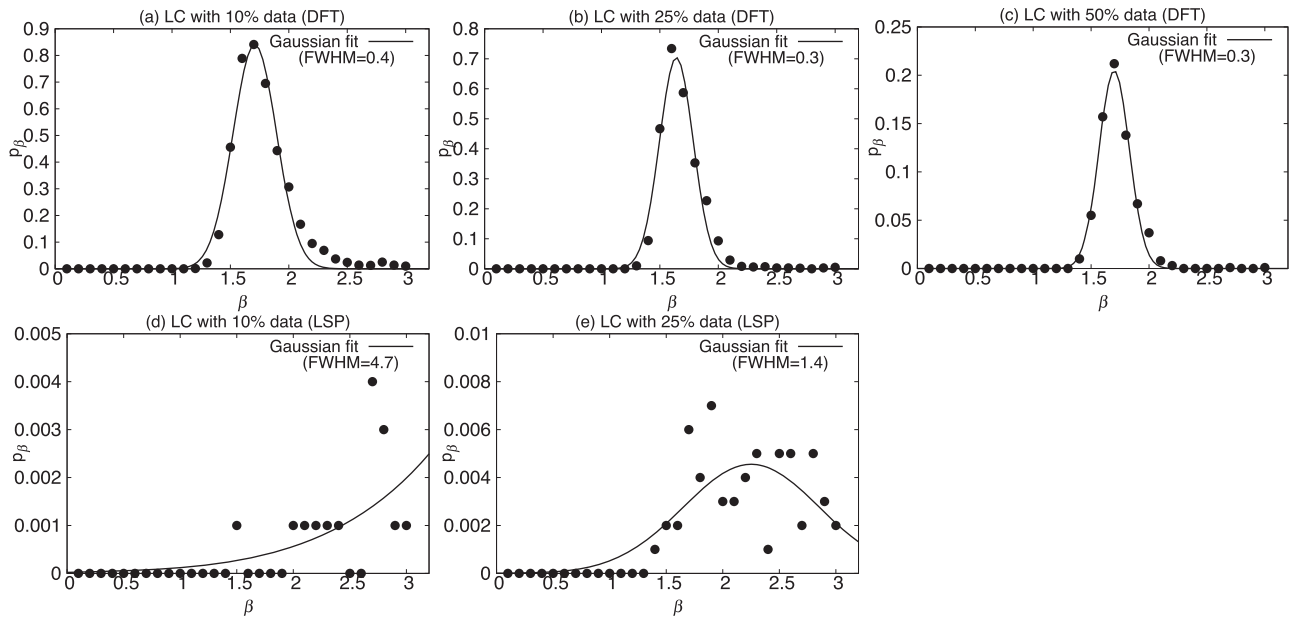 (a) LC with 10% data (DFT)
0.9
0.8
0.7
0.6
0.5
0.4
0.3
0.2
0.1
0
pβ
Gaussian fit
(FWHM=0.4)
0 0.5 1 1.5 2 2.5 3
β
(b) LC with 25% data (DFT)
0.8
0.7
0.6
0.5
0.4
0.3
0.2
0.1
0
pβ
Gaussian fit
(FWHM=0.3)
0 0.5 1 1.5 2 2.5 3
β
(c) LC with 50% data (DFT)
0.25
0.2
0.15
0.1
0.05
0
pβ
Gaussian fit
(FWHM=0.3)
0 0.5 1 1.5 2 2.5 3
β
(d) LC with 10% data (LSP)
0.005
0.004
0.003
0.002
0.001
0
pβ
Gaussian fit
(FWHM=4.7)
0 0.5 1 1.5 2 2.5 3
β
(e) LC with 25% data (LSP)
0.01
0.008
0.006
0.004
0.002
0
pβ
Gaussian fit
(FWHM=1.4)
0 0.5 1 1.5 2 2.5 3
β